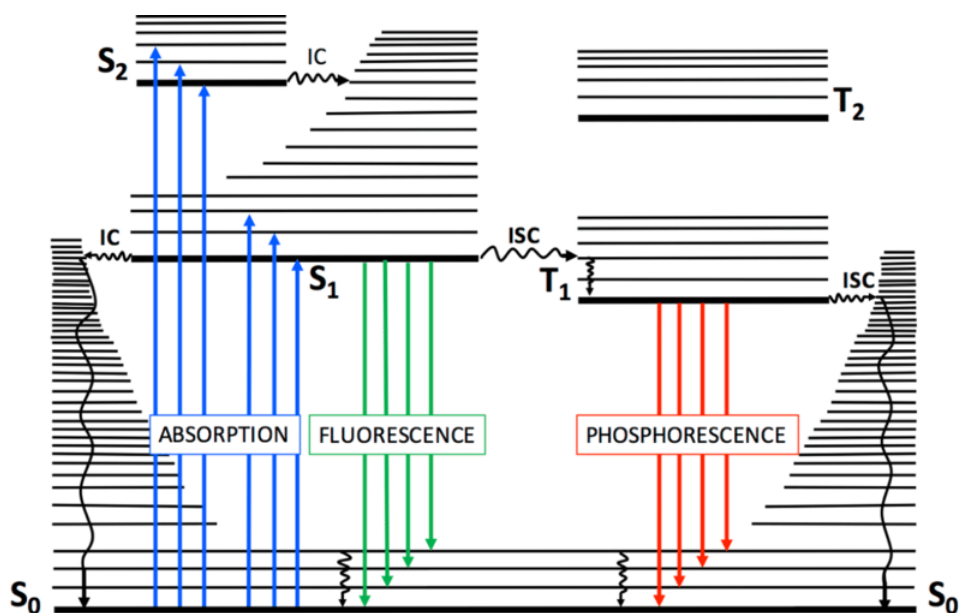 S2
IC
T2
IC
ISC
S1
T1
ISC
ABSORPTION
FLUORESCENCE
PHOSPHORESCENCE
S0
S0